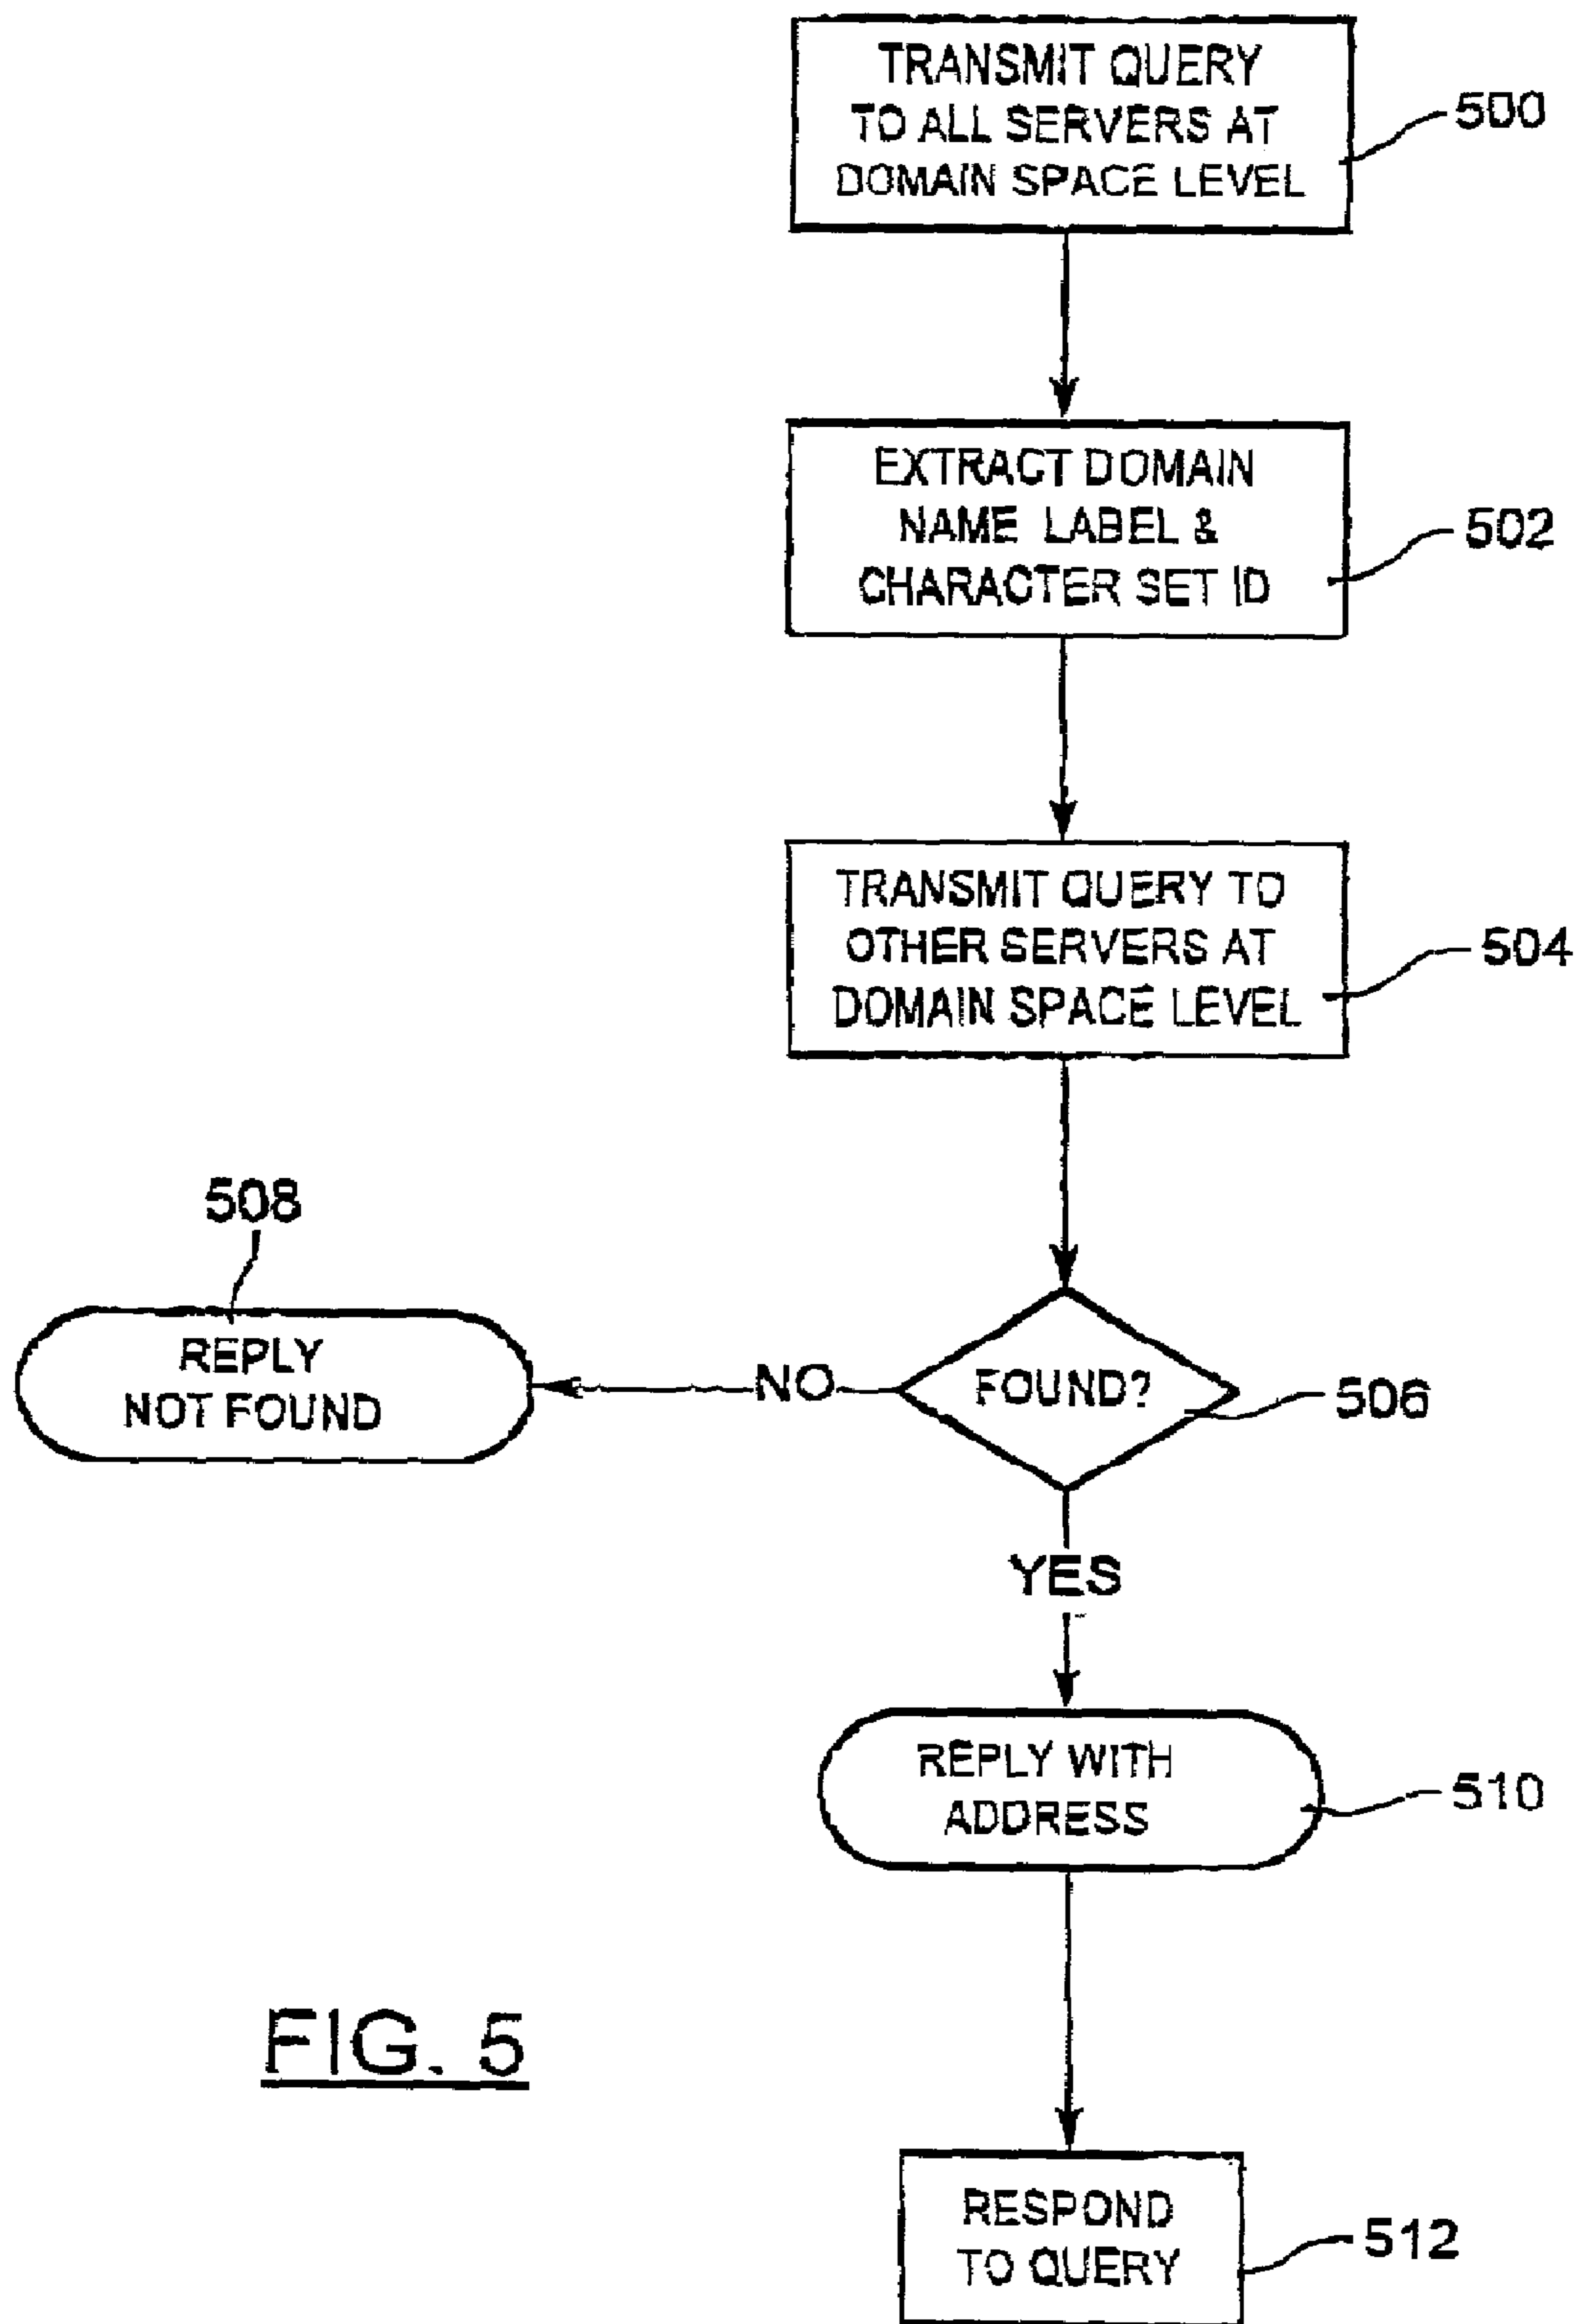 TRANSMIT QUERY
TO ALL SERVERS AT
DOMAIN SPACE LEVEL
500
EXTRACT DOMAIN
NAME LABEL &
CHARACTER SET ID
502
TRANSMIT QUERY TO
OTHER SERVERS AT
DOMAIN SPACE LEVEL
504
508
REPLY
NOT FOUND
NO
FOUND?
506
YES
REPLY WITH
ADDRESS
510
FIG. 5
RESPOND
TO QUERY
512